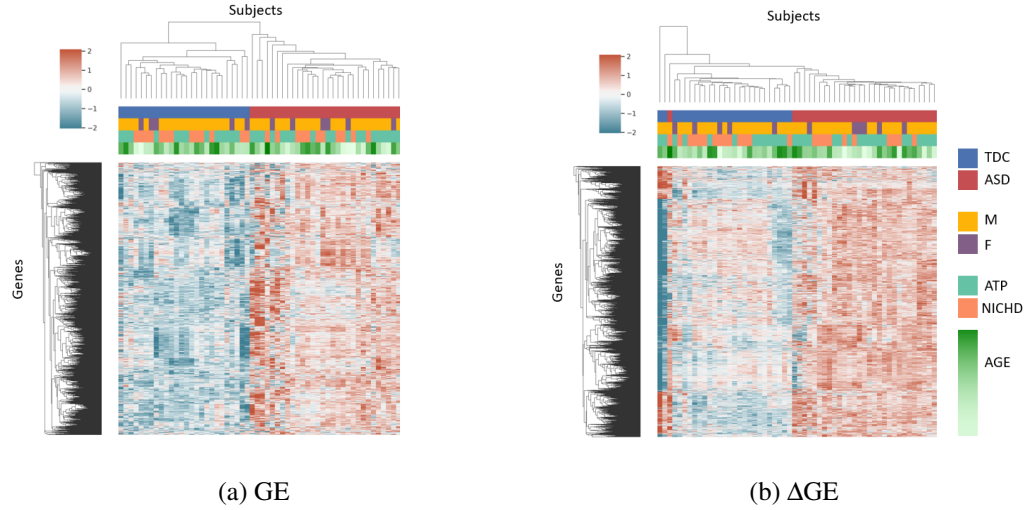 Subjects
2
1
0
−1
−2
Genes
(a) GE
Subjects
2
1
0
−1
−2
Genes
(b) ΔGE
TDC
ASD
M
F
ATP
NICHD
AGE